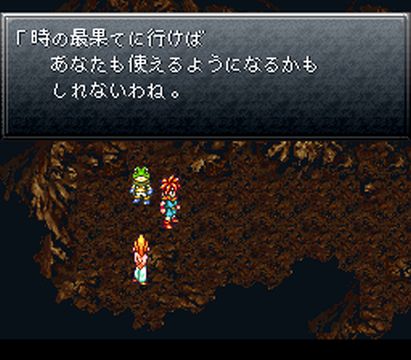 「時の最果てに行けば
あなたも使えるようになるかも
しれないわね。